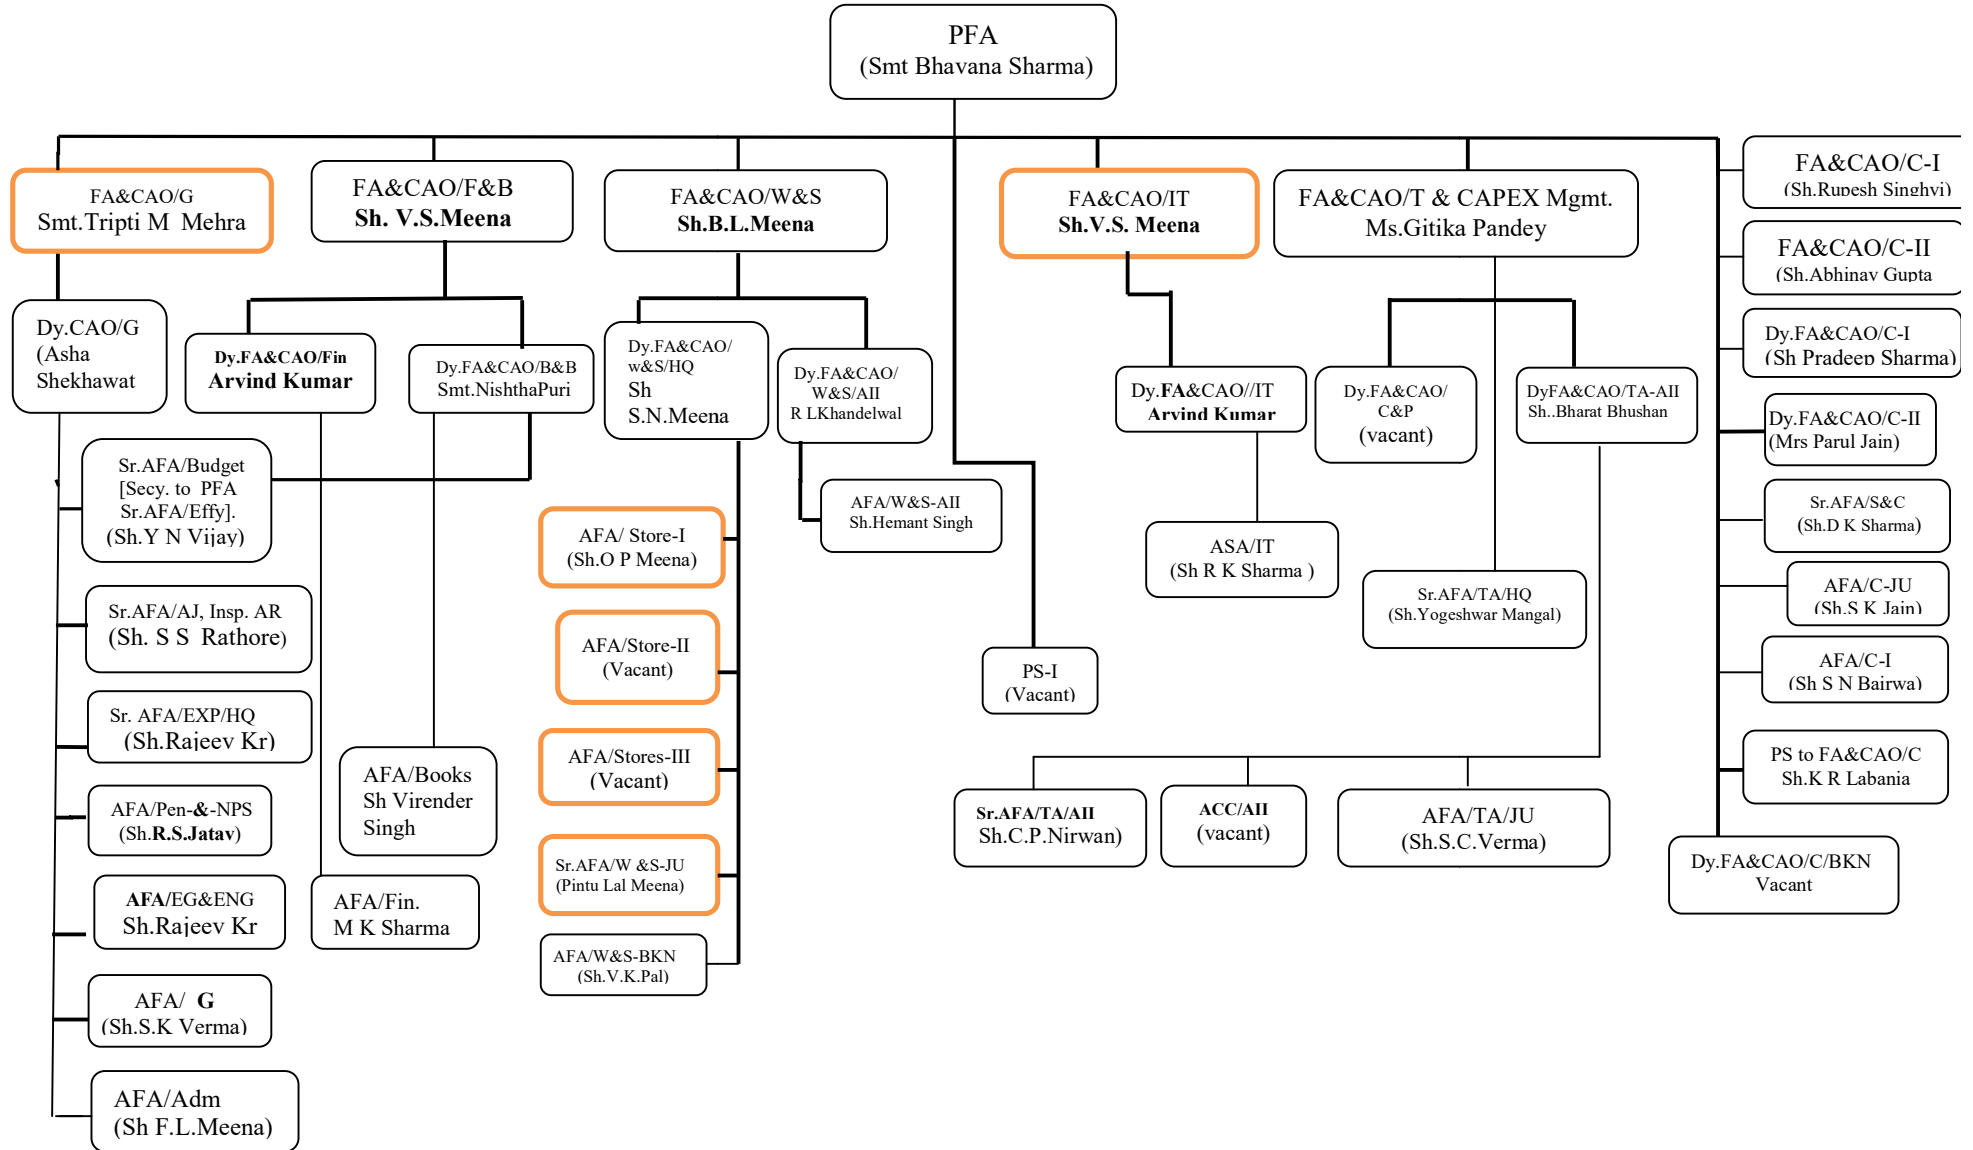 PFA
(Smt Bhavana Sharma)
FA&CAO/G
Smt.Tripti M  Mehra
FA&CAO/F&B
Sh. V.S.Meena
FA&CAO/W&S
Sh.B.L.Meena
FA&CAO/IT
Sh.V.S. Meena
FA&CAO/T & CAPEX Mgmt.
Ms.Gitika Pandey
FA&CAO/C-I
(Sh.Rupesh Singhvi)
FA&CAO/C-II
(Sh.Abhinav Gupta
Dy.FA&CAO/C-I
(Sh Pradeep Sharma)
Dy.FA&CAO/C-II
(Mrs Parul Jain)
Sr.AFA/S&C
(Sh.D K Sharma)
AFA/C-JU
(Sh.S K Jain)
AFA/C-I
(Sh S N Bairwa)
PS to FA&CAO/C
Sh.K R Labania
Dy.FA&CAO/C/BKN
Vacant
Dy.CAO/G
(Asha
Shekhawat
Dy.FA&CAO/Fin
Arvind Kumar
Dy.FA&CAO/B&B
Smt.NishthaPuri
Dy.FA&CAO/
w&S/HQ
Sh
S.N.Meena
Dy.FA&CAO/
W&S/AII
R LKhandelwal
Dy.FA&CAO//IT
Arvind Kumar
Dy.FA&CAO/
C&P
(vacant)
DyFA&CAO/TA-AII
Sh..Bharat Bhushan
Sr.AFA/Budget
[Secy. to  PFA
Sr.AFA/Effy].
(Sh.Y N Vijay)
Sr.AFA/AJ, Insp. AR
(Sh. S S  Rathore)
Sr. AFA/EXP/HQ
(Sh.Rajeev Kr)
AFA/Pen-&-NPS
(Sh.R.S.Jatav)
AFA/EG&ENG
Sh.Rajeev Kr
AFA/  G
(Sh.S.K Verma)
AFA/Adm
(Sh F.L.Meena)
AFA/Books
Sh Virender
Singh
AFA/Fin.
M K Sharma
AFA/ Store-I
(Sh.O P Meena)
AFA/Store-II
(Vacant)
AFA/Stores-III
(Vacant)
Sr.AFA/W &S-JU
(Pintu Lal Meena)
AFA/W&S-BKN
(Sh.V.K.Pal)
AFA/W&S-AII
Sh.Hemant Singh
PS-I
(Vacant)
ASA/IT
(Sh R K Sharma )
Sr.AFA/TA/HQ
(Sh.Yogeshwar Mangal)
Sr.AFA/TA/AII
Sh.C.P.Nirwan)
ACC/AII
(vacant)
AFA/TA/JU
(Sh.S.C.Verma)